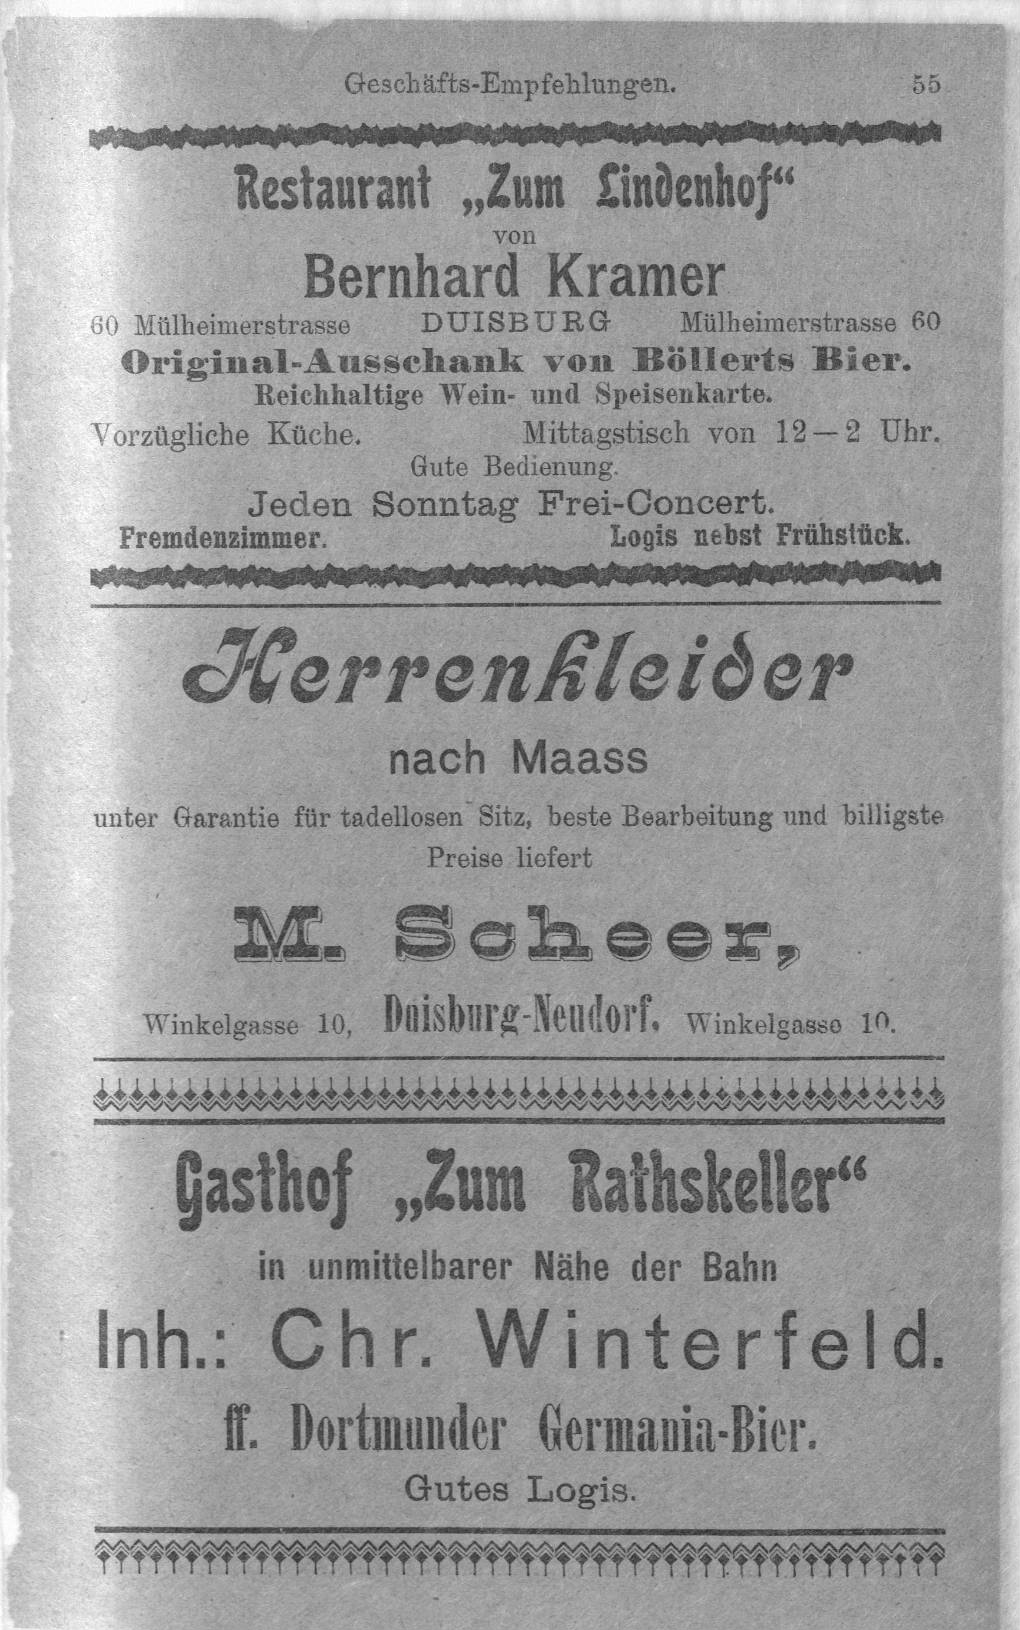 Geschäfts-Empfehlungen. 55
Restaurant „Zum Lindenhof“
von
Bernhard Kramer
60 Mülheimerstrasse DUISBURG Mülheimerstrasse 60
Original-Ausschank von Böllerts Bier.
Reichhaltige Wein- und Speisenkarte.
Vorzügliche Küche. Mittagstisch von 12—2 Uhr.
Gute Bedienung.
Jeden Sonntag Frei-Concert.
Fremdenzimmer. Logis nebst Frühstück.
Herrenkleider
nach Maass
unter Garantie für tadellosen Sitz, beste Bearbeitung und billigste
Preise liefert
M. Scheer,
Winkelgasse 10, Duisburg-Neudorf. Winkelgasse 10.
Gasthof „Zum Rathskeller“
in unmittelbarer Nähe der Bahn
Inh.: Chr. Winterfeld.
ff. Dortmunder Germania-Bier.
Gutes Logis.